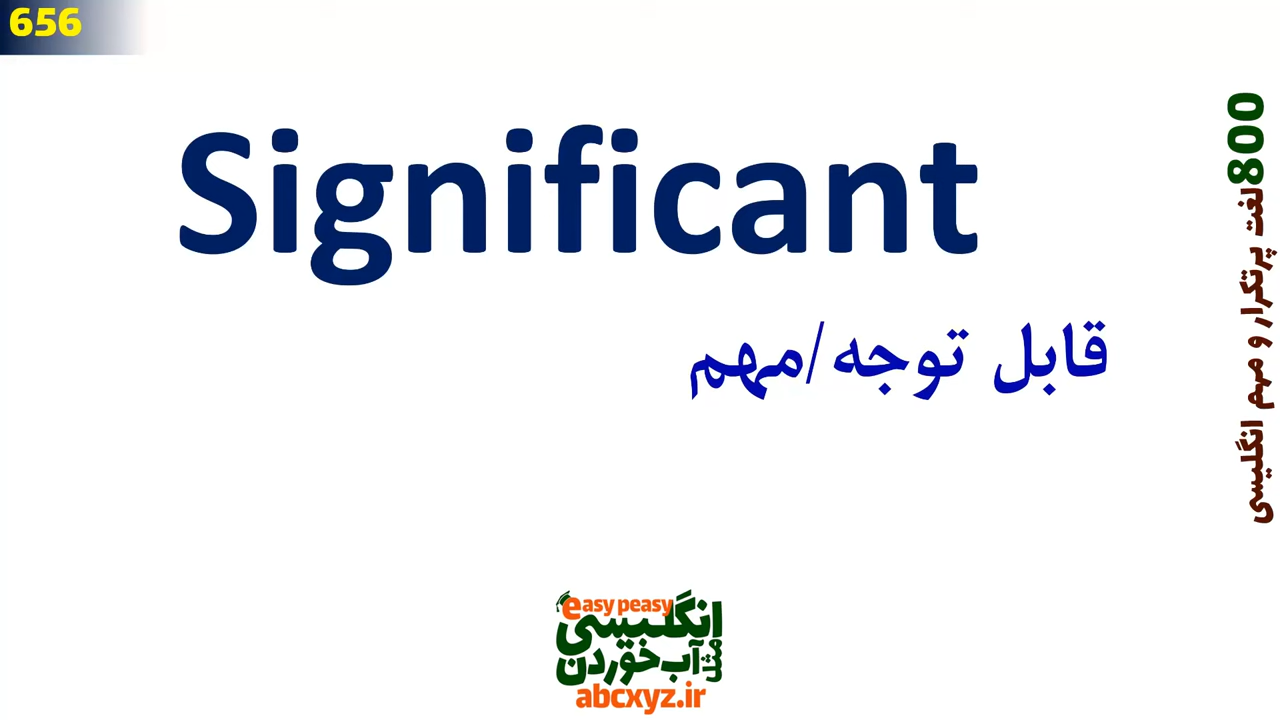 656
Significant
قابل توجه/مهم
800 لغت پرتکرار و مهم انگلیسی
easy peasy
انگلیسی
مثل آب خوردن
abcxyz.ir